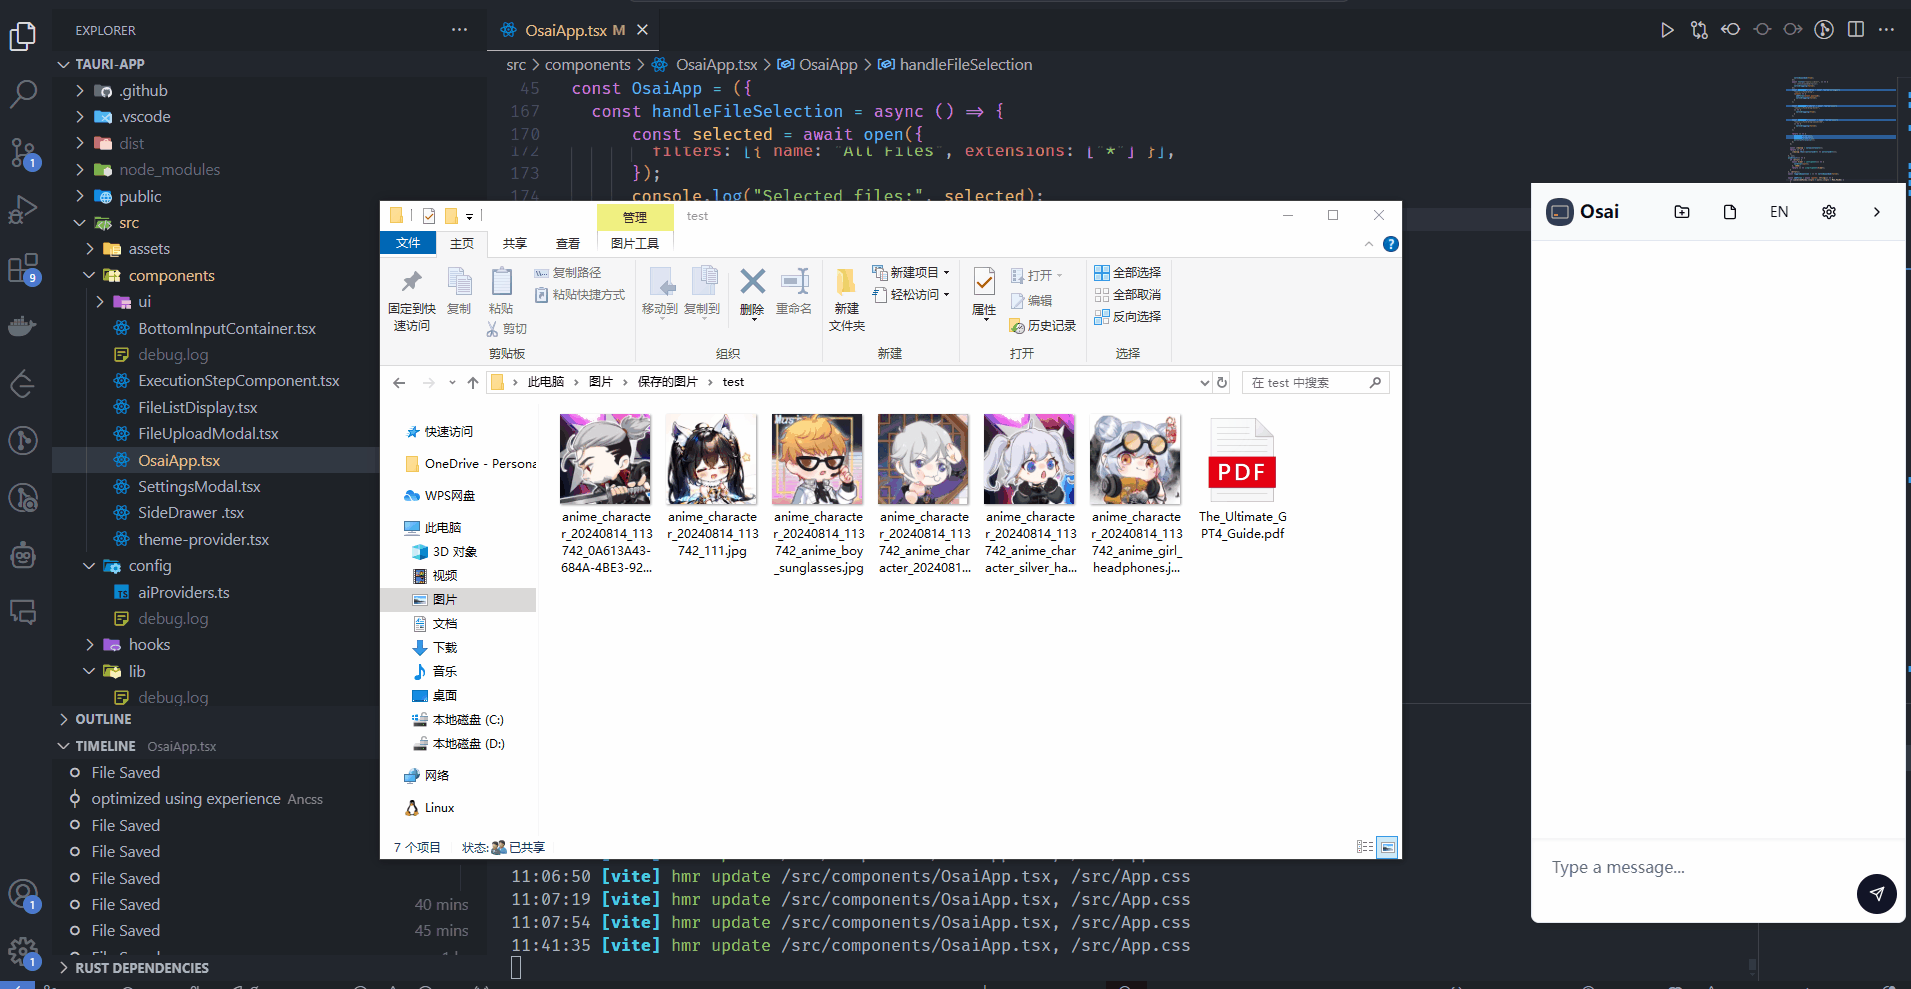 EXPLORER
TAURI-APP
.github
.vscode
dist
node_modules
public
src
assets
components
ui
BottomInputContainer.tsx
debug.log
ExecutionStepComponent.tsx
FileListDisplay.tsx
FileUploadModal.tsx
OsaiApp.tsx
SettingsModal.tsx
SideDrawer .tsx
theme-provider.tsx
config
aiProviders.ts
debug.log
hooks
lib
debug.log
OUTLINE
TIMELINE OsaiApp.tsx
File Saved
optimized using experience Ancss
File Saved
File Saved
File Saved
File Saved 40 mins
File Saved 45 mins
RUST DEPENDENCIES
1
9
1
1
OsaiApp.tsx M
src > components > OsaiApp.tsx > OsaiApp > handleFileSelection
45 const OsaiApp = ({
167 const handleFileSelection = async () => {
170 const selected = await open({
172 filters: [{ name: "All Files", extensions: ["*"] }],
173 });
174 console.log("Selected files:", selected);
管理 test
文件 主页 共享 查看 图片工具
固定到快速访问
复制
粘贴
复制路径
粘贴快捷方式
剪切
剪贴板
移动到
复制到
删除
重命名
组织
新建文件夹
新建项目
轻松访问
新建
属性
打开
编辑
历史记录
打开
全部选择
全部取消
反向选择
选择
此电脑 > 图片 > 保存的图片 > test
在 test 中搜索
快速访问
OneDrive - Persona
WPS网盘
此电脑
3D 对象
视频
图片
文档
下载
音乐
桌面
本地磁盘 (C:)
本地磁盘 (D:)
网络
Linux
anime_character_20240814_113742_0A613A43-684A-4BE3-92...
anime_character_20240814_113742_111.jpg
anime_character_20240814_113742_anime_boy_sunglasses.jpg
anime_character_20240814_113742_anime_character_2024081...
anime_character_20240814_113742_anime_character_silver_ha...
anime_character_20240814_113742_anime_girl_headphones.j...
PDF
The_Ultimate_GPT4_Guide.pdf
7 个项目 状态: 已共享
11:06:50 [vite] hmr update /src/components/OsaiApp.tsx, /src/App.css
11:07:19 [vite] hmr update /src/components/OsaiApp.tsx, /src/App.css
11:07:54 [vite] hmr update /src/components/OsaiApp.tsx, /src/App.css
11:41:35 [vite] hmr update /src/components/OsaiApp.tsx, /src/App.css
Osai EN
Type a message...